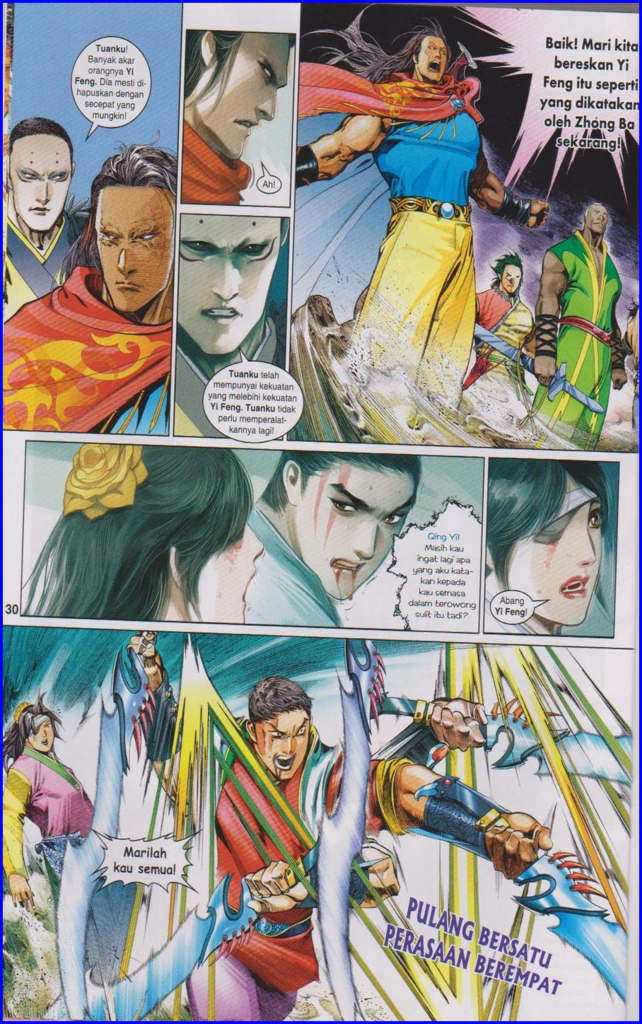 Tuanku!
Banyak akar
orangnya Yi
Feng. Dia mesti di-
hapuskan dengan
secepat yang
mungkin!
Ah!
Tuanku telah
mempunyai kekuatan
yang melebihi kekuatan
Yi Feng. Tuanku tidak
perlu memperalat-
kannya lagi!
Baik! Mari kita
bereskan Yi
Feng itu seperti
yang dikatakan
oleh Zhong Ba
sekarang!
Qing Yi!
Masih kau
ingat lagi apa
yang aku kata-
kan kepada
kau semasa
dalam terowong
sulit itu tadi?
Abang
Yi Feng!
30
Marilah
kau semua!
PULANG BERSATU
PERASAAN BEREMPAT